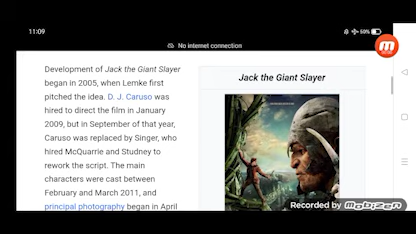 11:09
59%
No internet connection
Development of Jack the Giant Slayer
began in 2005, when Lemke first
pitched the idea. D. J. Caruso was
hired to direct the film in January
2009, but in September of that year,
Caruso was replaced by Singer, who
hired McQuarrie and Studney to
rework the script. The main
characters were cast between
February and March 2011, and
principal photography began in April
Jack the Giant Slayer
Recorded by mobizen